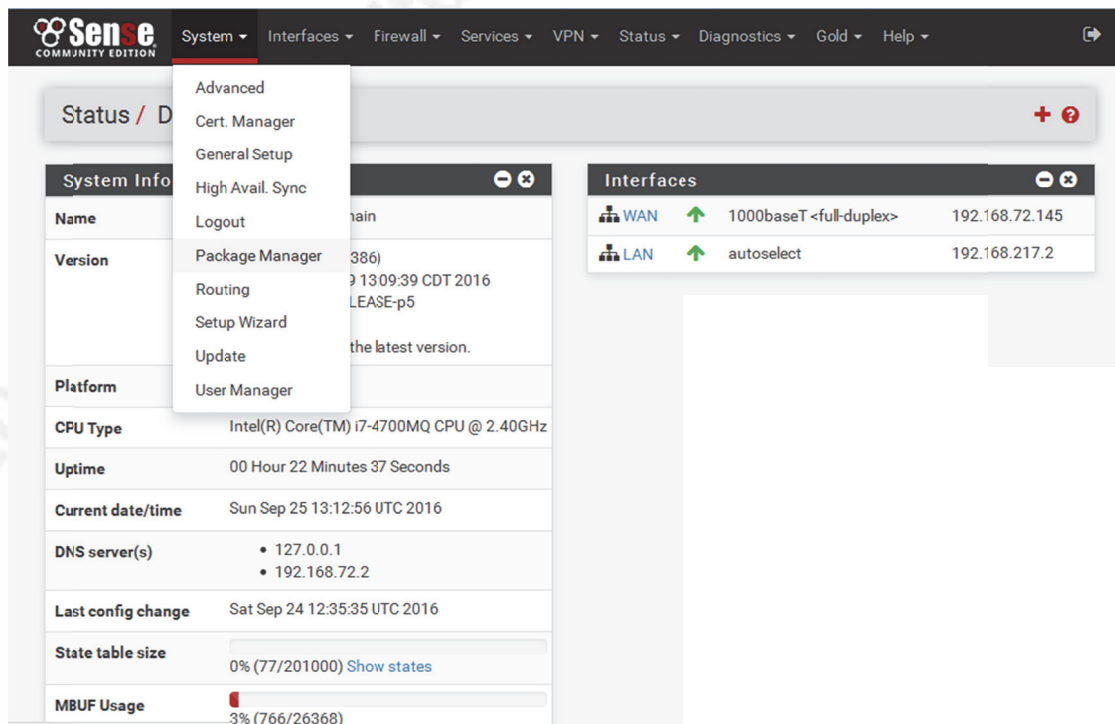 Sense
COMMUNITY EDITION
System Interfaces Firewall Services VPN Status Diagnostics Gold Help
Advanced
Cert. Manager
General Setup
High Avail. Sync
Logout
Package Manager
Routing
Setup Wizard
Update
User Manager
Status / D
System Info
Name main
Version 386)
9 13:09:39 CDT 2016
LEASE-p5
the latest version.
Platform
CPU Type Intel(R) Core(TM) i7-4700MQ CPU @ 2.40GHz
Uptime 00 Hour 22 Minutes 37 Seconds
Current date/time Sun Sep 25 13:12:56 UTC 2016
DNS server(s) • 127.0.0.1
• 192.168.72.2
Last config change Sat Sep 24 12:35:35 UTC 2016
State table size
0% (77/201000) Show states
MBUF Usage
3% (766/26368)
Interfaces
WAN 1000baseT <full-duplex> 192.168.72.145
LAN autoselect 192.168.217.2